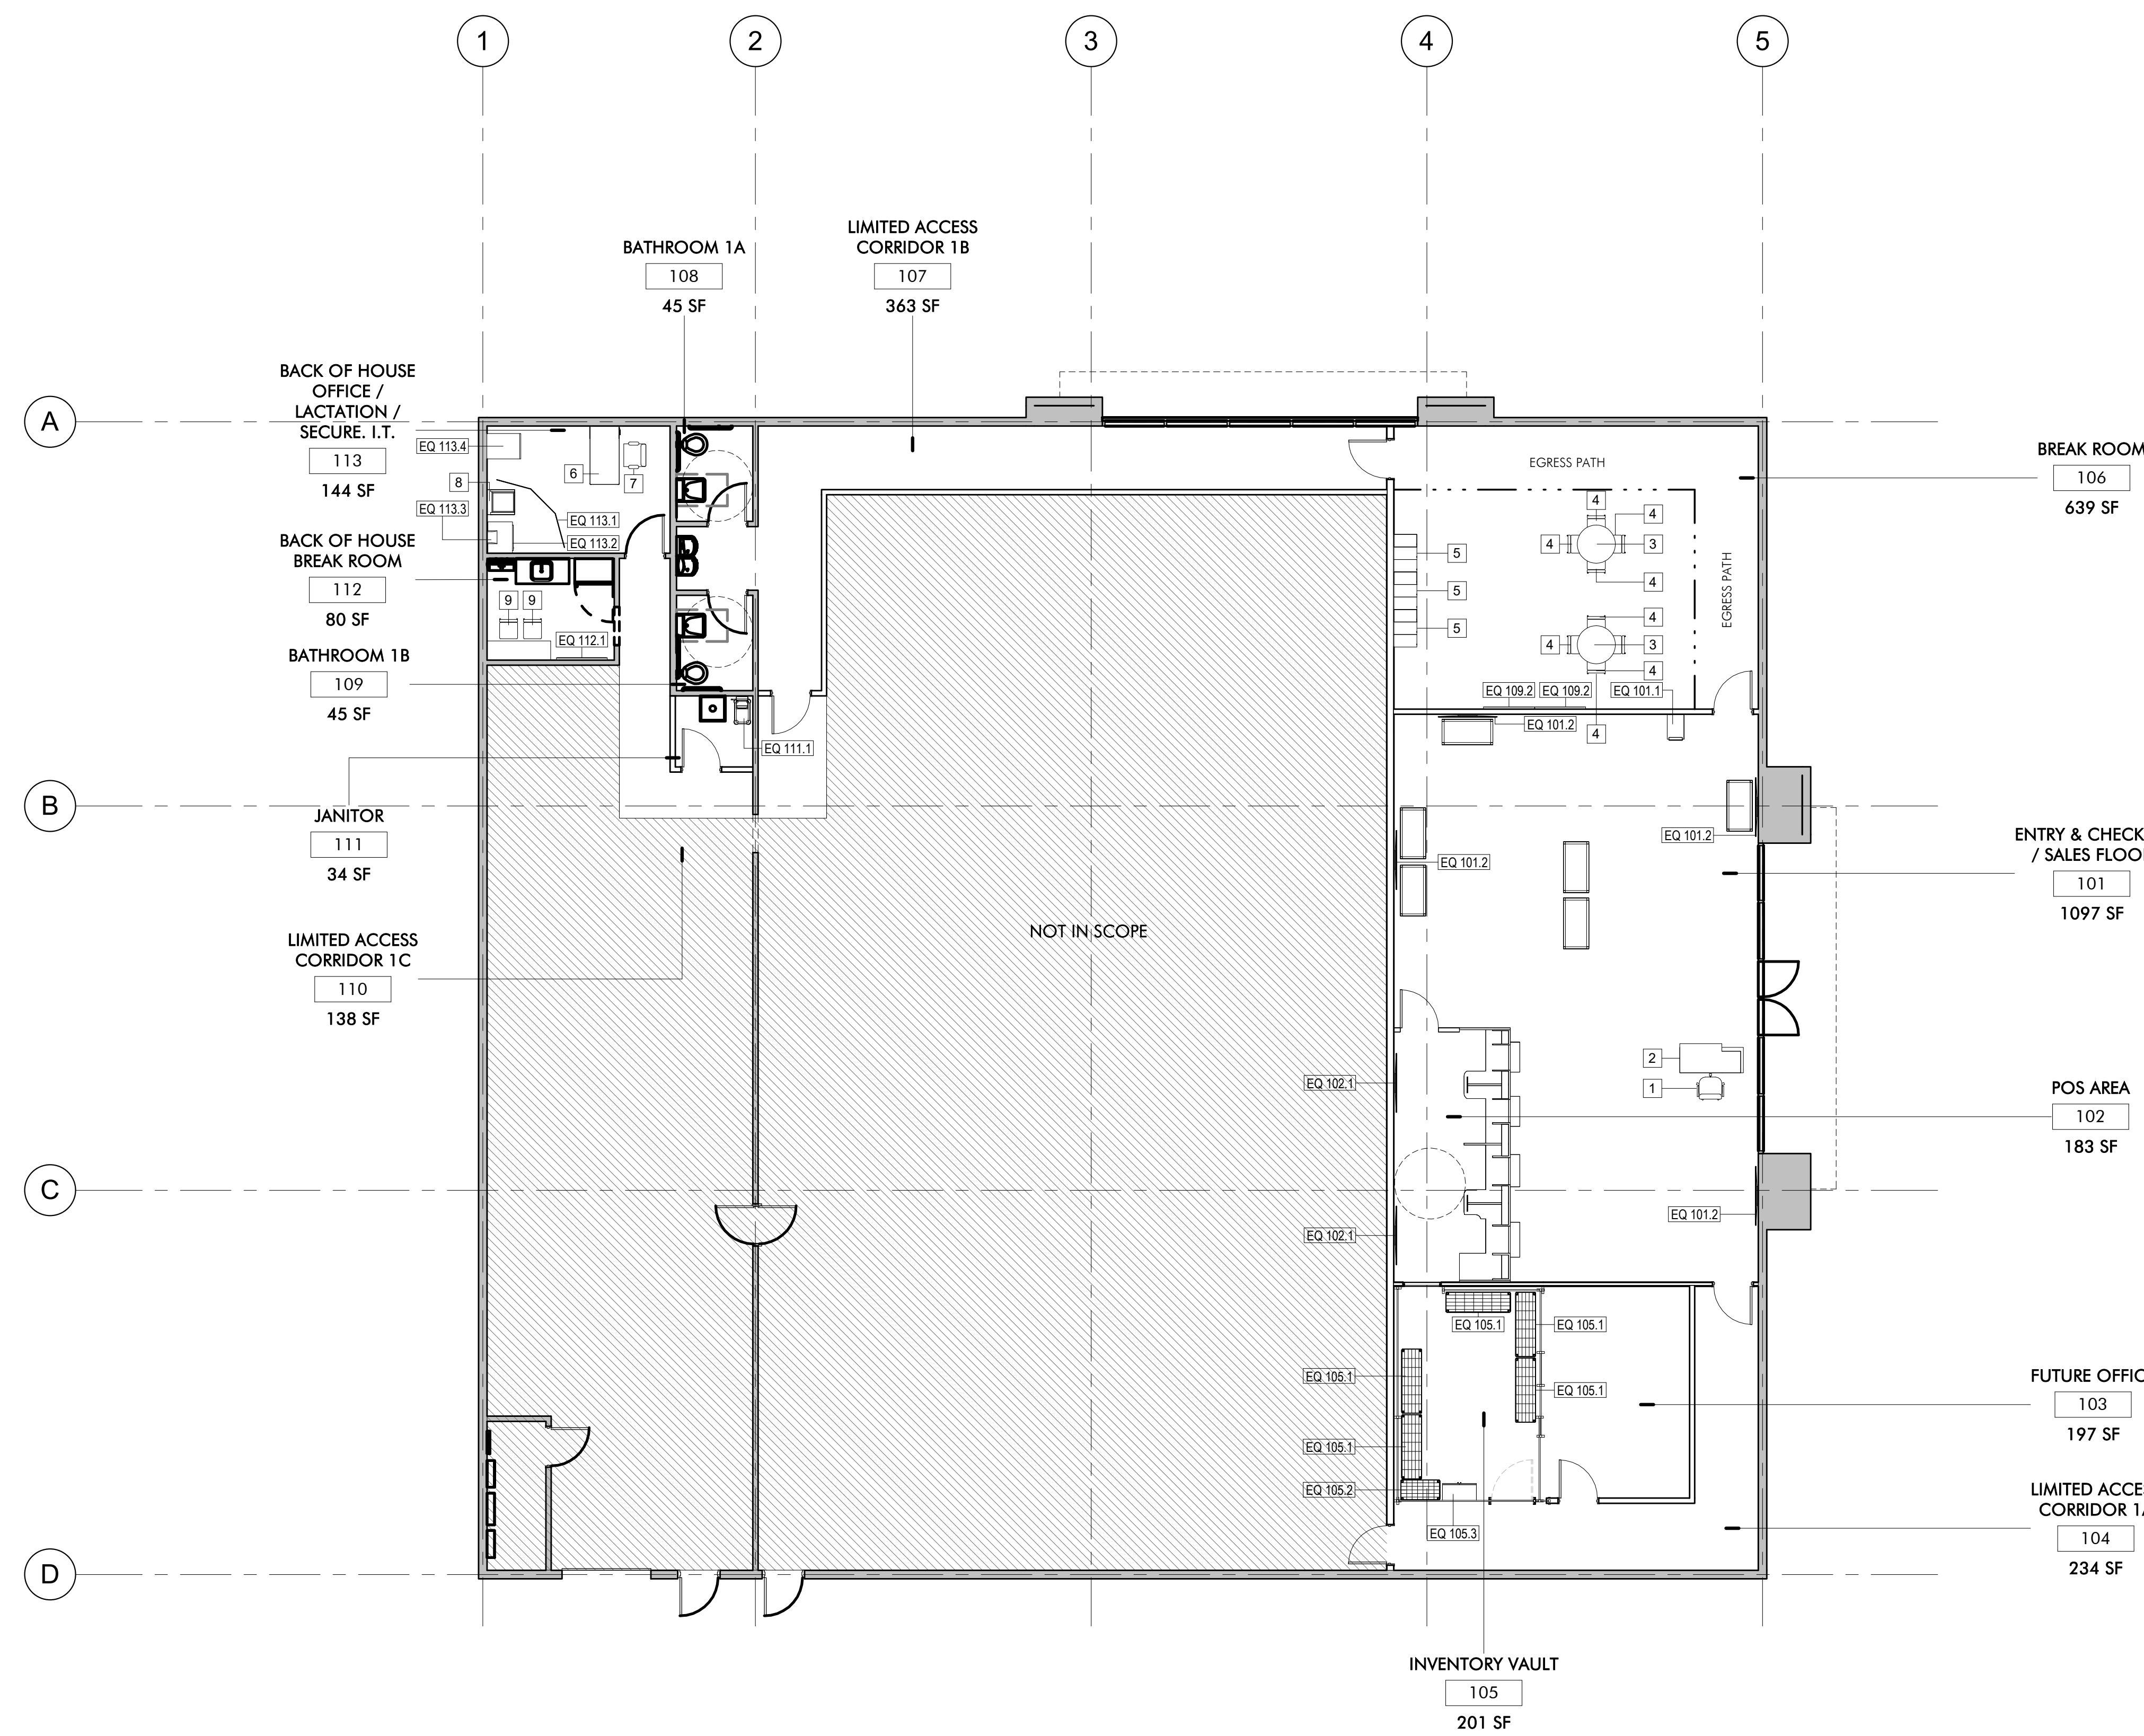 1
2
3
4
5
LIMITED ACCESS
CORRIDOR 1B
107
363 SF
BATHROOM 1A
108
45 SF
BACK OF HOUSE
OFFICE /
LACTATION /
SECURE. I.T.
113
144 SF
A
EQ 113.4
8
EQ 113.3
6
7
EQ 113.1
EQ 113.2
EGRESS PATH
EGRESS PATH
BREAK ROOM
106
639 SF
4
4
4
3
4
5
5
5
4
4
3
4
4
BACK OF HOUSE
BREAK ROOM
112
80 SF
9
9
EQ 112.1
BATHROOM 1B
109
45 SF
EQ 109.2
EQ 109.2
EQ 101.1
EQ 101.2
EQ 111.1
B
JANITOR
111
34 SF
EQ 101.2
EQ 101.2
ENTRY & CHECK
/ SALES FLOO
101
1097 SF
NOT IN SCOPE
LIMITED ACCESS
CORRIDOR 1C
110
138 SF
2
1
EQ 102.1
POS AREA
102
183 SF
C
EQ 101.2
EQ 102.1
EQ 105.1
EQ 105.1
EQ 105.1
EQ 105.1
EQ 105.1
EQ 105.2
EQ 105.3
FUTURE OFFIC
103
197 SF
LIMITED ACCES
CORRIDOR 1A
104
234 SF
D
INVENTORY VAULT
105
201 SF